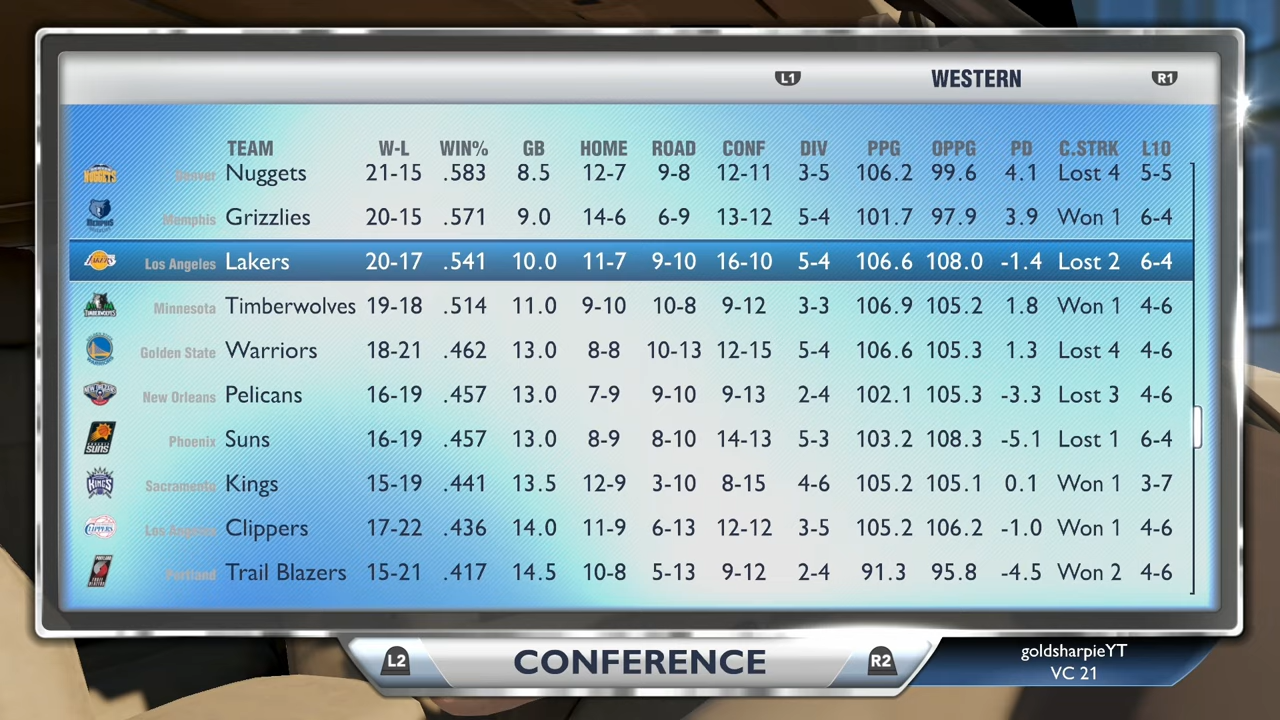 L1 WESTERN R1
TEAM W-L WIN% GB HOME ROAD CONF DIV PPG OPPG PD C.STRK L10
Denver Nuggets 21-15 .583 8.5 12-7 9-8 12-11 3-5 106.2 99.6 4.1 Lost 4 5-5
Memphis Grizzlies 20-15 .571 9.0 14-6 6-9 13-12 5-4 101.7 97.9 3.9 Won 1 6-4
Los Angeles Lakers 20-17 .541 10.0 11-7 9-10 16-10 5-4 106.6 108.0 -1.4 Lost 2 6-4
Minnesota Timberwolves 19-18 .514 11.0 9-10 10-8 9-12 3-3 106.9 105.2 1.8 Won 1 4-6
Golden State Warriors 18-21 .462 13.0 8-8 10-13 12-15 5-4 106.6 105.3 1.3 Lost 4 4-6
New Orleans Pelicans 16-19 .457 13.0 7-9 9-10 9-13 2-4 102.1 105.3 -3.3 Lost 3 4-6
Phoenix Suns 16-19 .457 13.0 8-9 8-10 14-13 5-3 103.2 108.3 -5.1 Lost 1 6-4
Sacramento Kings 15-19 .441 13.5 12-9 3-10 8-15 4-6 105.2 105.1 0.1 Won 1 3-7
Los Angeles Clippers 17-22 .436 14.0 11-9 6-13 12-12 3-5 105.2 106.2 -1.0 Won 1 4-6
Portland Trail Blazers 15-21 .417 14.5 10-8 5-13 9-12 2-4 91.3 95.8 -4.5 Won 2 4-6
L2 CONFERENCE R2
goldsharpieYT
VC 21